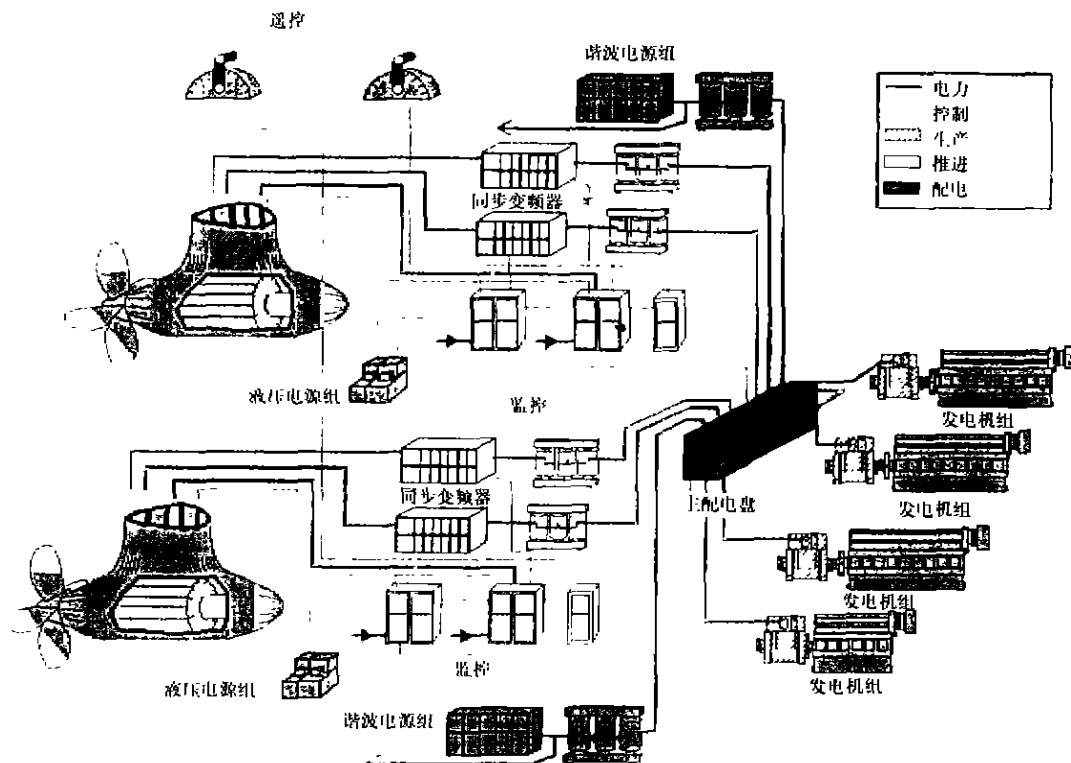 遥控
谐波电源组
电力
控制
生产
推进
配电
同步变频器
液压电源组
监控
发电机组
同步变频器
主配电盘
发电机组
发电机组
监控
液压电源组
发电机组
谐波电源组